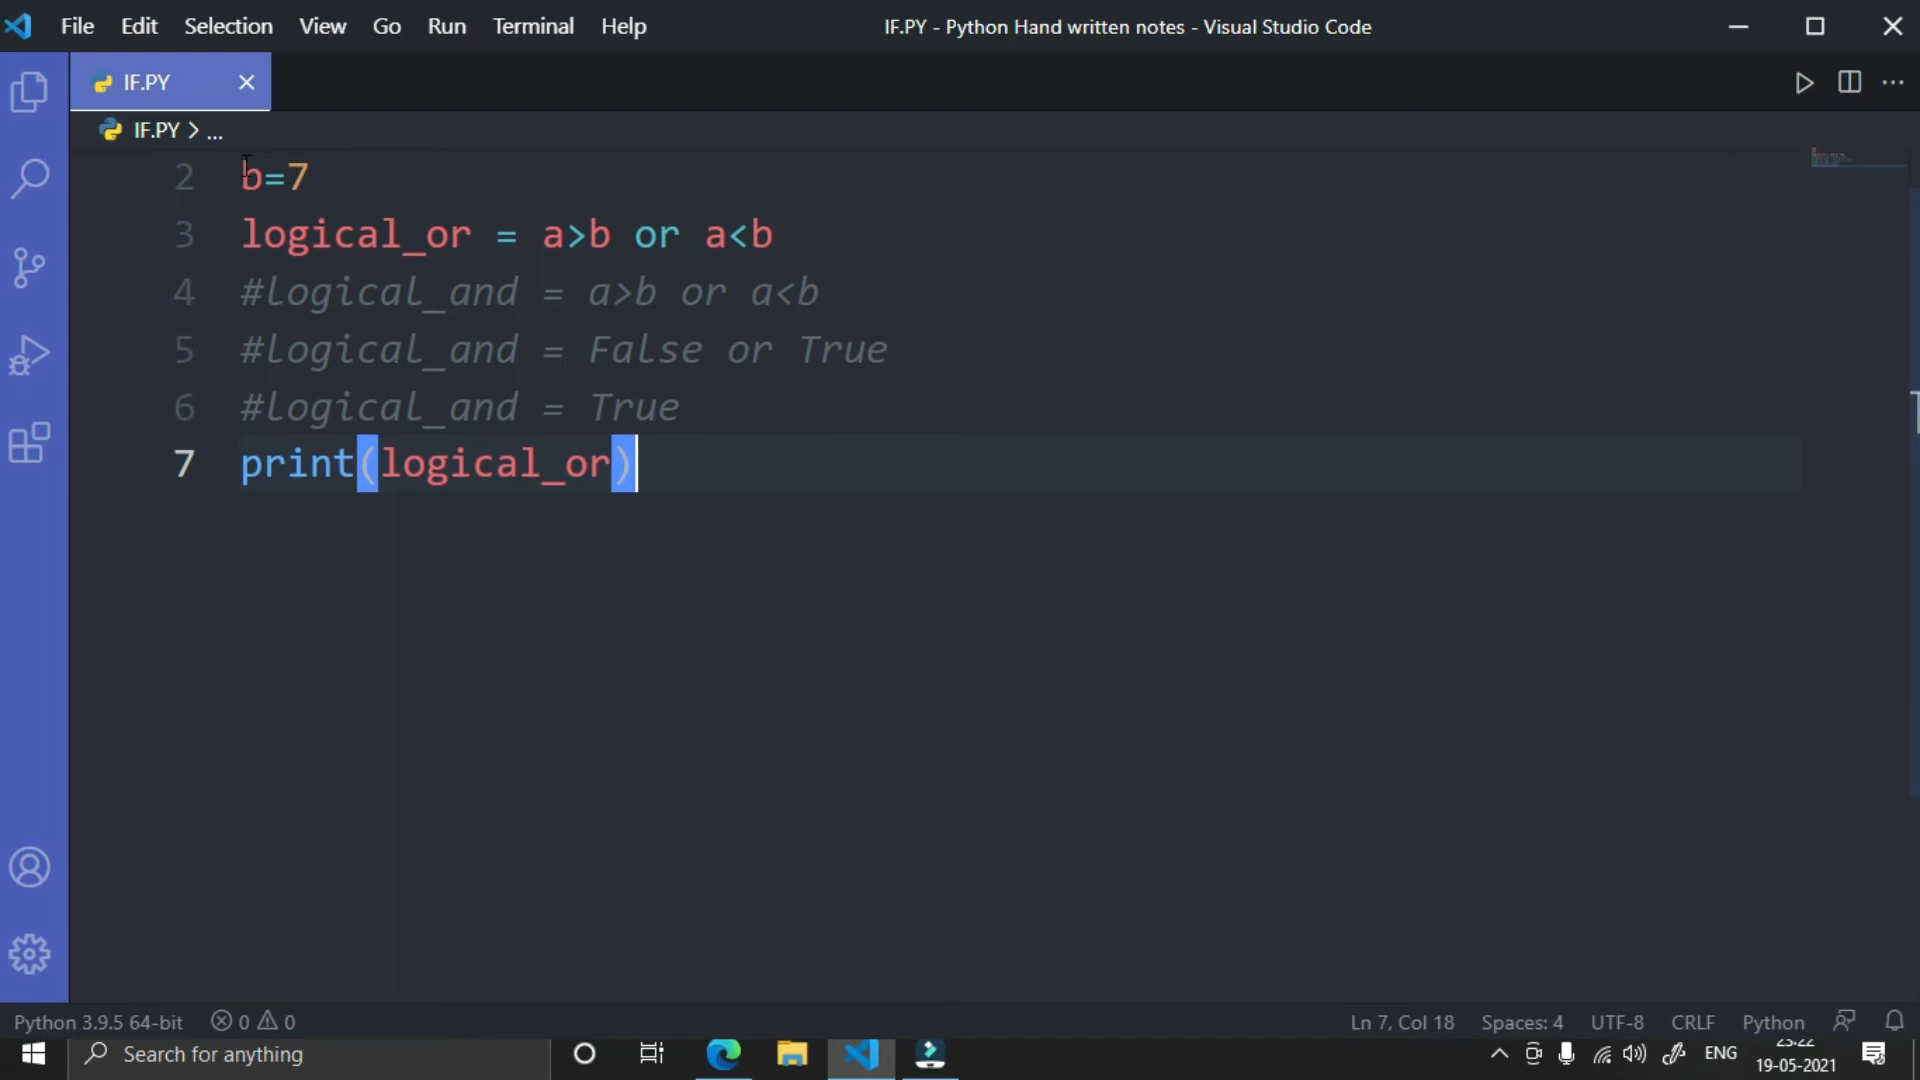 File Edit Selection View Go Run Terminal Help IF.PY - Python Hand written notes - Visual Studio Code
IF.PY
IF.PY > ...
2 b=7
3 logical_or = a>b or a<b
4 #logical_and = a>b or a<b
5 #logical_and = False or True
6 #logical_and = True
7 print(logical_or)
Python 3.9.5 64-bit 0 0 Ln 7, Col 18 Spaces: 4 UTF-8 CRLF Python
Search for anything ENG 23:22
19-05-2021